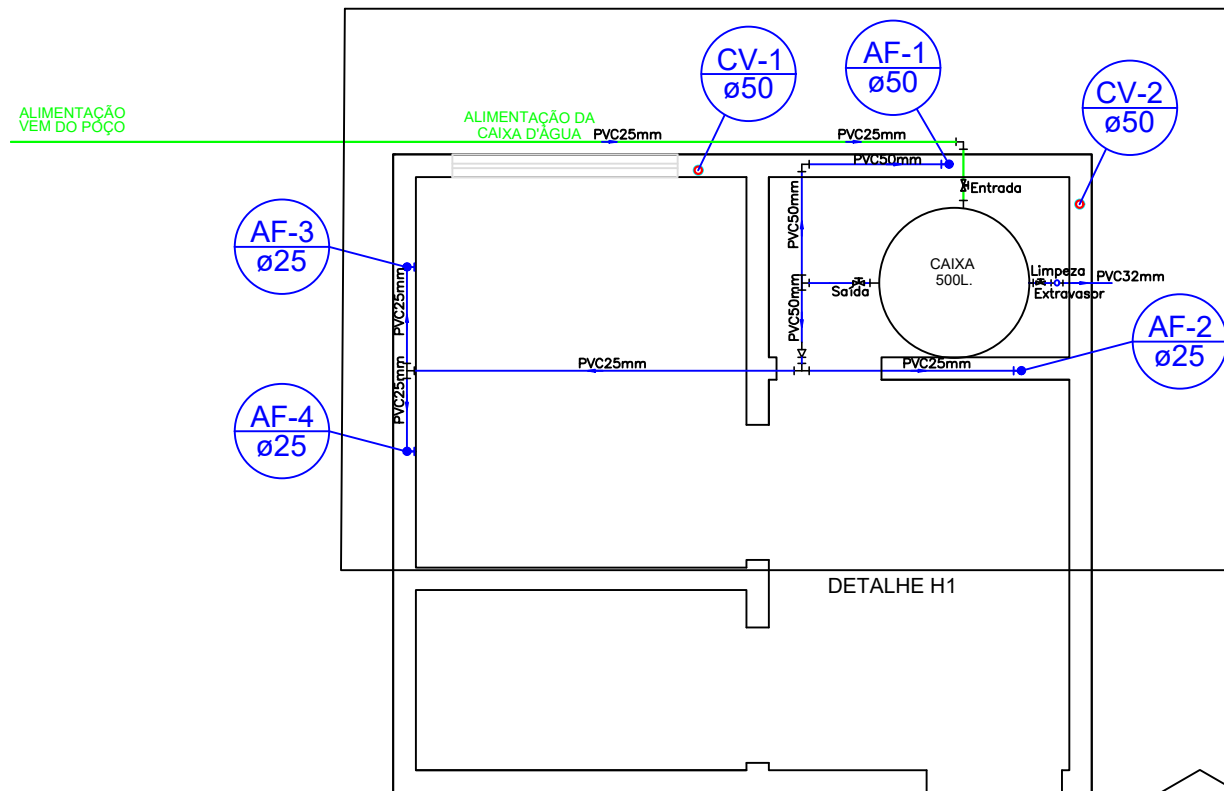 CV-1
ø50
AF-1
ø50
CV-2
ø50
ALIMENTAÇÃO
VEM DO POÇO
ALIMENTAÇÃO DA
CAIXA D'ÁGUA
PVC25mm
PVC25mm
PVC50mm
Entrada
PVC50mm
AF-3
ø25
CAIXA
500L.
Limpeza
PVC32mm
Saída
Extravasor
PVC25mm
PVC50mm
AF-2
ø25
PVC25mm
PVC25mm
PVC25mm
AF-4
ø25
DETALHE H1